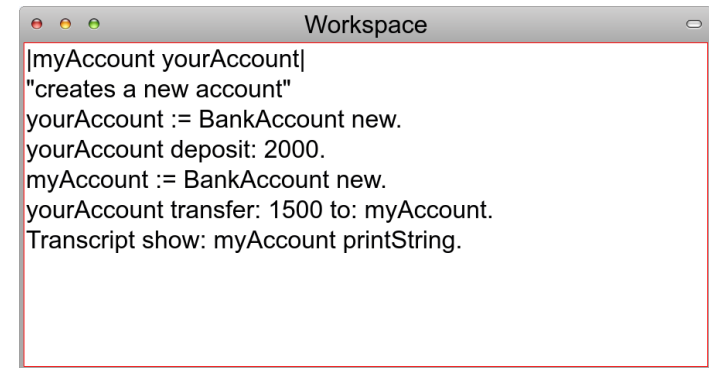 Workspace
|myAccount yourAccount|
"creates a new account"
yourAccount := BankAccount new.
yourAccount deposit: 2000.
myAccount := BankAccount new.
yourAccount transfer: 1500 to: myAccount.
Transcript show: myAccount printString.